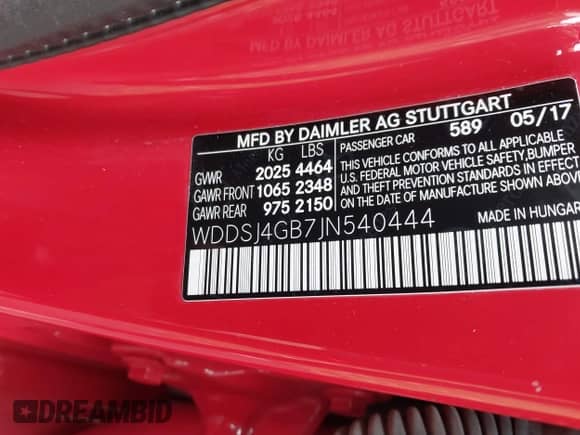 MFD BY DAIMLER AG STUTTGART
KG LBS PASSENGER CAR 589 05/17
GVWR 2025 4464
GAWR FRONT 1065 2348
GAWR REAR 975 2150
THIS VEHICLE CONFORMS TO ALL APPLICABLE
U.S. FEDERAL MOTOR VEHICLE SAFETY, BUMPER
AND THEFT PREVENTION STANDARDS IN EFFECT
ON THE DATE OF MANUFACTURE SHOWN ABOVE
WDDSJ4GB7JN540444 MADE IN HUNGAR
DREAMBID